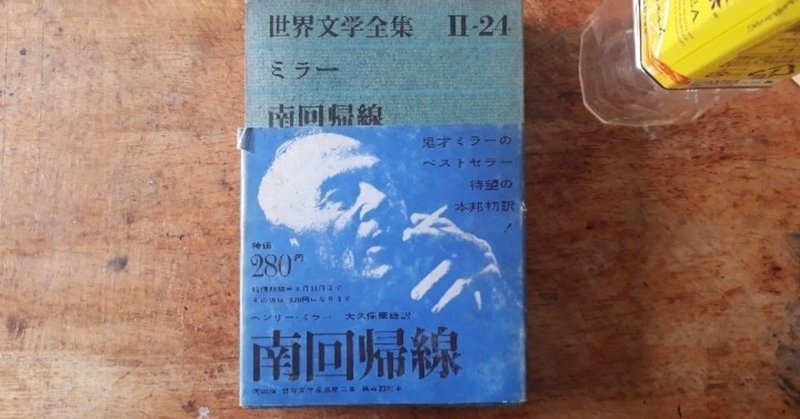 世界文学全集 II-24
ミラー
南回帰線
鬼才ミラーの
ベストセラー
待望の
本邦初訳
!
特価
280円
ヘンリー・ミラー 大久保康雄訳
南回帰線